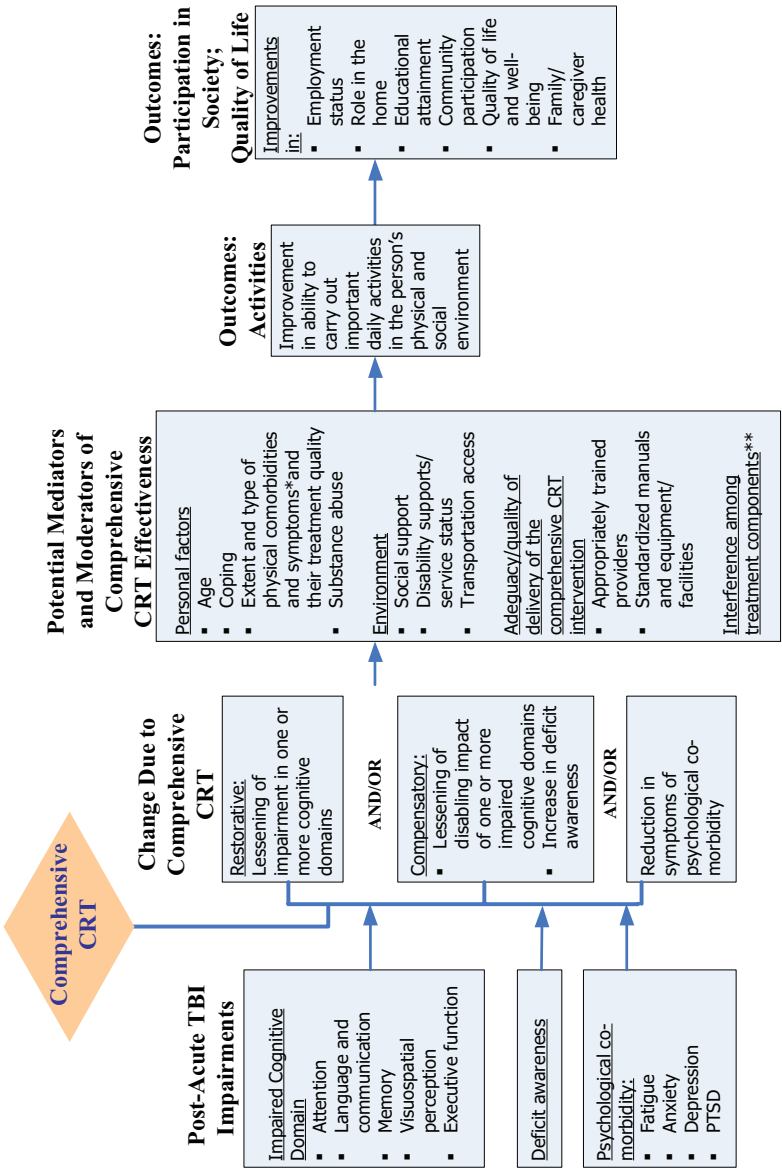 Comprehensive
CRT
Post-Acute TBI
Impairments
Impaired Cognitive
Domain
▪ Attention
▪ Language and
communication
▪ Memory
▪ Visuospatial
perception
▪ Executive function
Deficit awareness
Psychological co-
morbidity:
▪ Fatigue
▪ Anxiety
▪ Depression
▪ PTSD
Change Due to
Comprehensive
CRT
Restorative:
Lessening of
impairment in one or
more cognitive
domains
AND/OR
Compensatory:
▪ Lessening of
disabling impact
of one or more
impaired
cognitive domains
▪ Increase in deficit
awareness
AND/OR
Reduction in
symptoms of
psychological co-
morbidity
Potential Mediators
and Moderators of
Comprehensive
CRT Effectiveness
Personal factors
▪ Age
▪ Coping
▪ Extent and type of
physical comorbidities
and symptoms*and
their treatment quality
▪ Substance abuse
Environment
▪ Social support
▪ Disability supports/
service status
▪ Transportation access
Adequacy/quality of
delivery of the
comprehensive CRT
intervention
▪ Appropriately trained
providers
▪ Standardized manuals
and equipment/
facilities
Interference among
treatment components**
Outcomes:
Activities
Improvement
in ability to
carry out
important
daily activities
in the person's
physical and
social
environment
Outcomes:
Participation in
Society;
Quality of Life
Improvements
in:
▪ Employment
status
▪ Role in the
home
▪ Educational
attainment
▪ Community
participation
▪ Quality of life
and well-
being
▪ Family/
caregiver
health